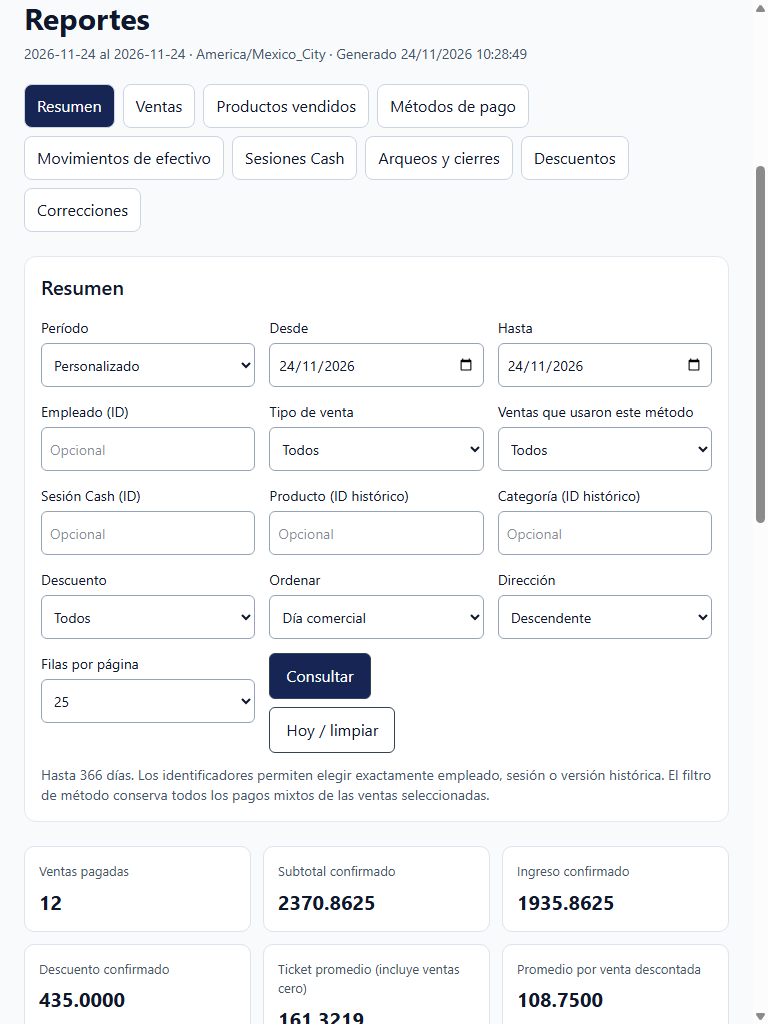 Reportes
2026-11-24 al 2026-11-24 · America/Mexico_City · Generado 24/11/2026 10:28:49
Resumen Ventas Productos vendidos Métodos de pago
Movimientos de efectivo Sesiones Cash Arqueos y cierres Descuentos
Correcciones
Resumen
Período Desde Hasta
Personalizado 24/11/2026 24/11/2026
Empleado (ID) Tipo de venta Ventas que usaron este método
Opcional Todos Todos
Sesión Cash (ID) Producto (ID histórico) Categoría (ID histórico)
Opcional Opcional Opcional
Descuento Ordenar Dirección
Todos Día comercial Descendente
Filas por página
25
Consultar
Hoy / limpiar
Hasta 366 días. Los identificadores permiten elegir exactamente empleado, sesión o versión histórica. El filtro
de método conserva todos los pagos mixtos de las ventas seleccionadas.
Ventas pagadas Subtotal confirmado Ingreso confirmado
12 2370.8625 1935.8625
Descuento confirmado Ticket promedio (incluye ventas cero) Promedio por venta descontada
435.0000 161.3219 108.7500